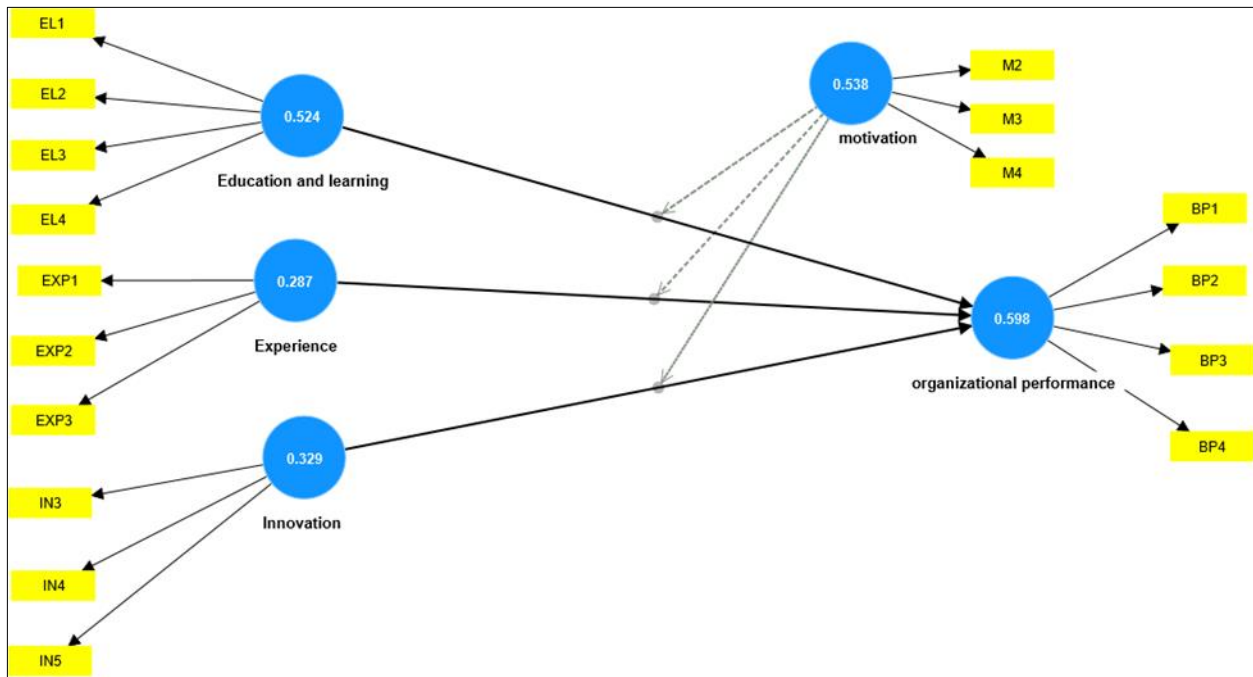 EL1
EL2
EL3
EL4
0.524
Education and learning
EXP1
EXP2
EXP3
0.287
Experience
IN3
IN4
IN5
0.329
Innovation
0.538
motivation
M2
M3
M4
0.598
organizational performance
BP1
BP2
BP3
BP4